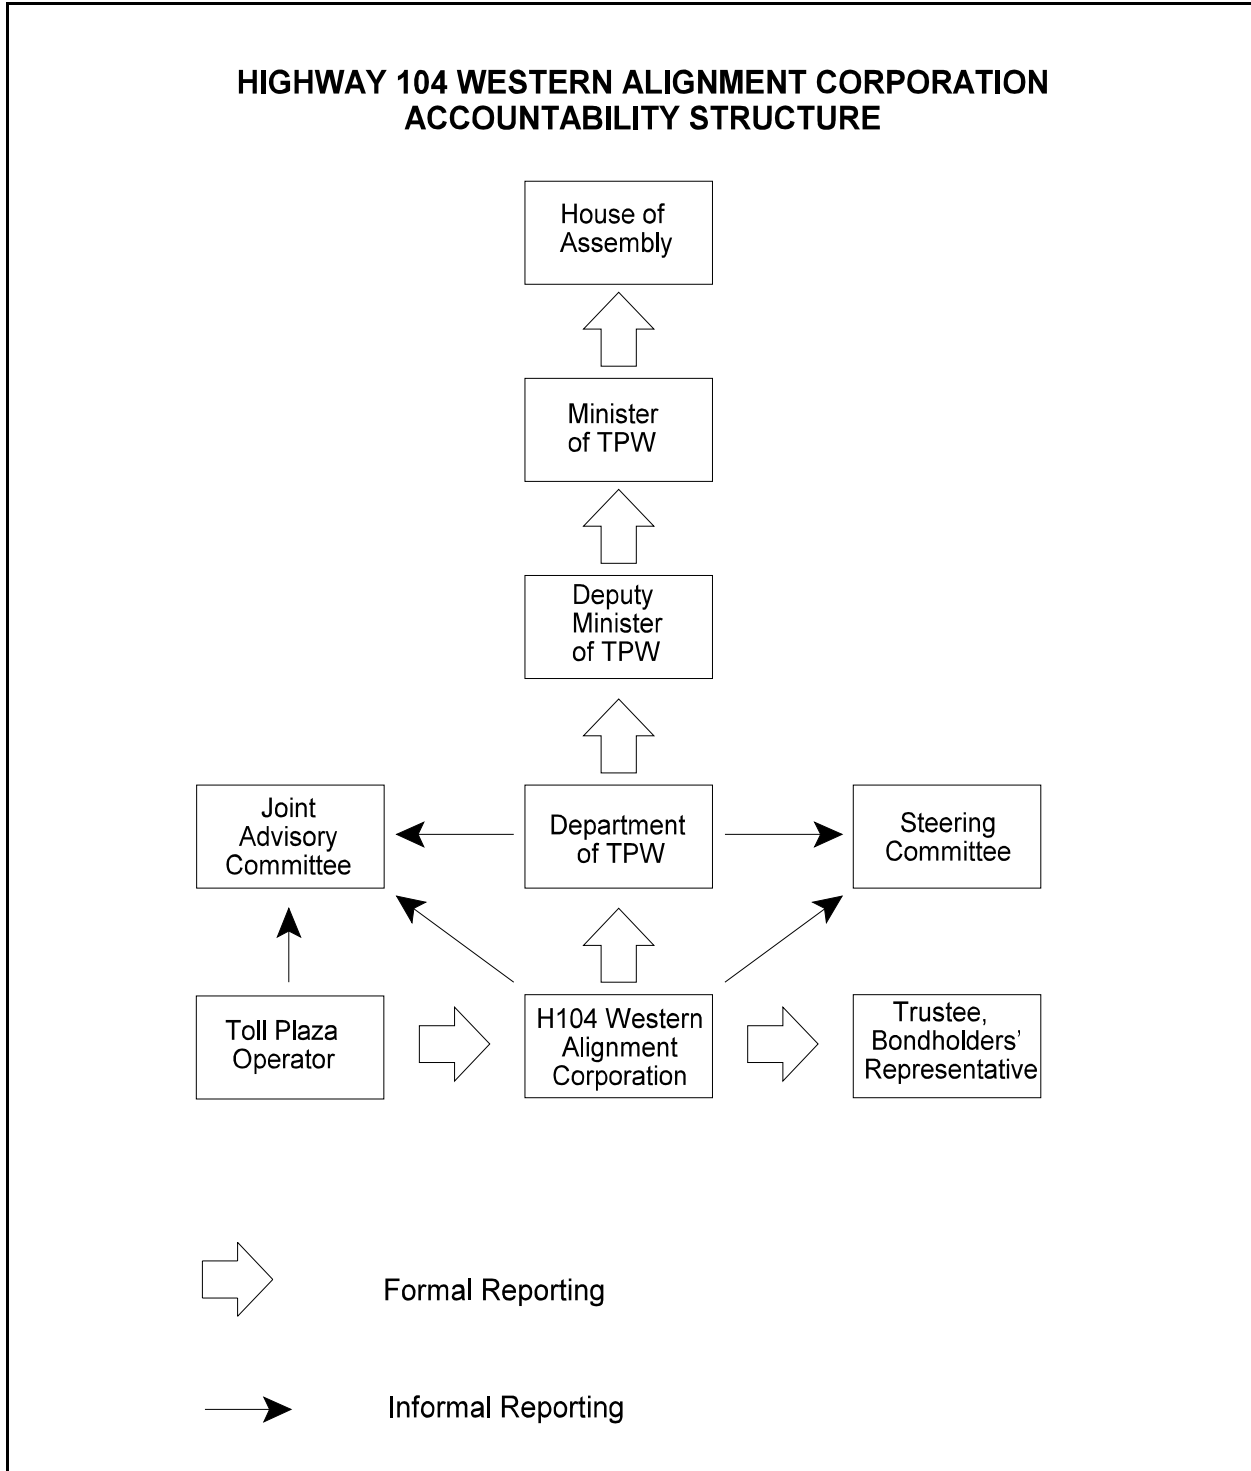 HIGHWAY 104 WESTERN ALIGNMENT CORPORATION
ACCOUNTABILITY STRUCTURE
House of
Assembly
Minister
of TPW
Deputy
Minister
of TPW
Joint
Advisory
Committee
Department
of TPW
Steering
Committee
Toll Plaza
Operator
H104 Western
Alignment
Corporation
Trustee,
Bondholders'
Representative
Formal Reporting
Informal Reporting